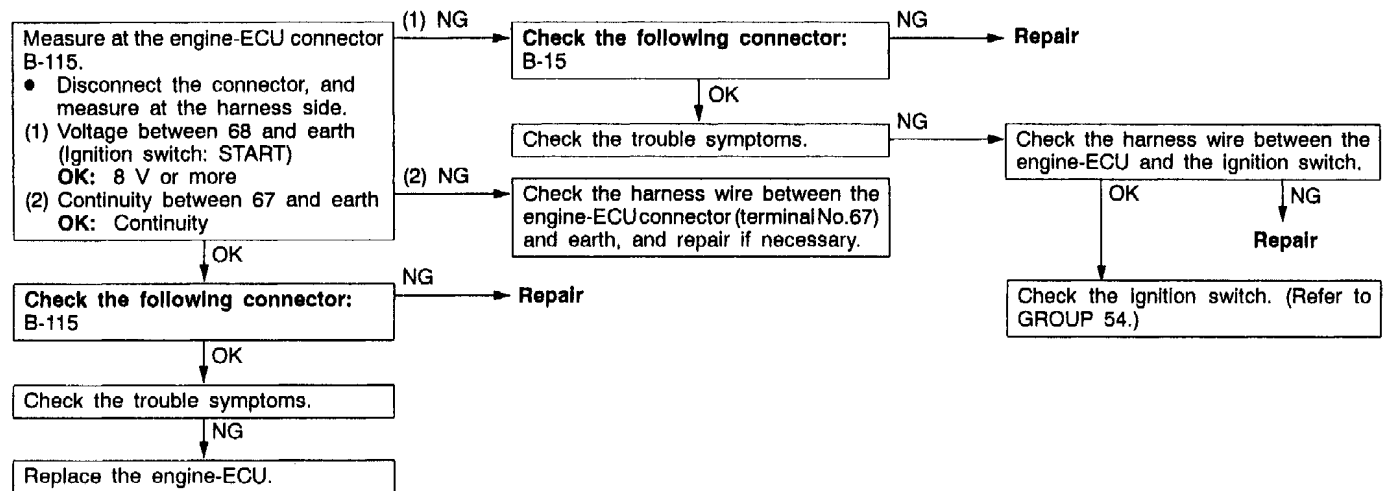 Measure at the engine-ECU connector
B-115.
● Disconnect the connector, and
measure at the harness side.
(1) Voltage between 68 and earth
(Ignition switch: START)
OK: 8 V or more
(2) Continuity between 67 and earth
OK: Continuity
(1) NG
Check the following connector:
B-15
NG
Repair
OK
Check the trouble symptoms.
NG
Check the harness wire between the
engine-ECU and the ignition switch.
OK
NG
Repair
Check the ignition switch. (Refer to
GROUP 54.)
(2) NG
Check the harness wire between the
engine-ECU connector (terminal No.67)
and earth, and repair if necessary.
OK
Check the following connector:
B-115
NG
Repair
OK
Check the trouble symptoms.
NG
Replace the engine-ECU.